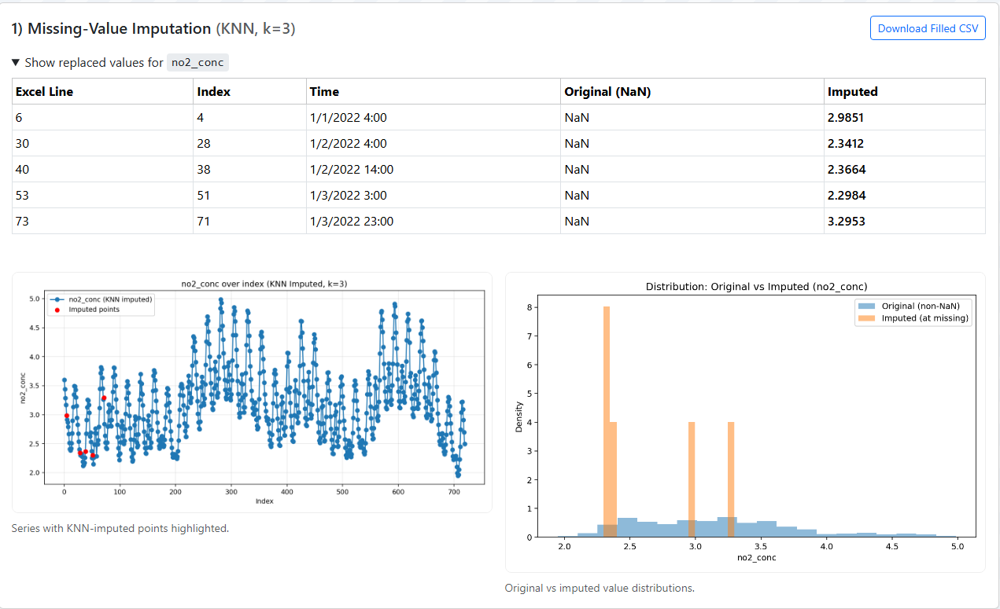 1) Missing-Value Imputation (KNN, k=3)
Download Filled CSV
▼ Show replaced values for no2_conc
Excel Line Index Time Original (NaN) Imputed
6 4 1/1/2022 4:00 NaN 2.9851
30 28 1/2/2022 4:00 NaN 2.3412
40 38 1/2/2022 14:00 NaN 2.3664
53 51 1/3/2022 3:00 NaN 2.2984
73 71 1/3/2022 23:00 NaN 3.2953
no2_conc over index (KNN Imputed, k=3)
no2_conc (KNN imputed)
Imputed points
5.0
4.5
4.0
3.5
3.0
2.5
2.0
no2_conc
0 100 200 300 400 500 600 700
Index
Series with KNN-imputed points highlighted.
Distribution: Original vs Imputed (no2_conc)
Original (non-NaN)
Imputed (at missing)
8
7
6
5
4
3
2
1
0
Density
2.0 2.5 3.0 3.5 4.0 4.5 5.0
no2_conc
Original vs imputed value distributions.